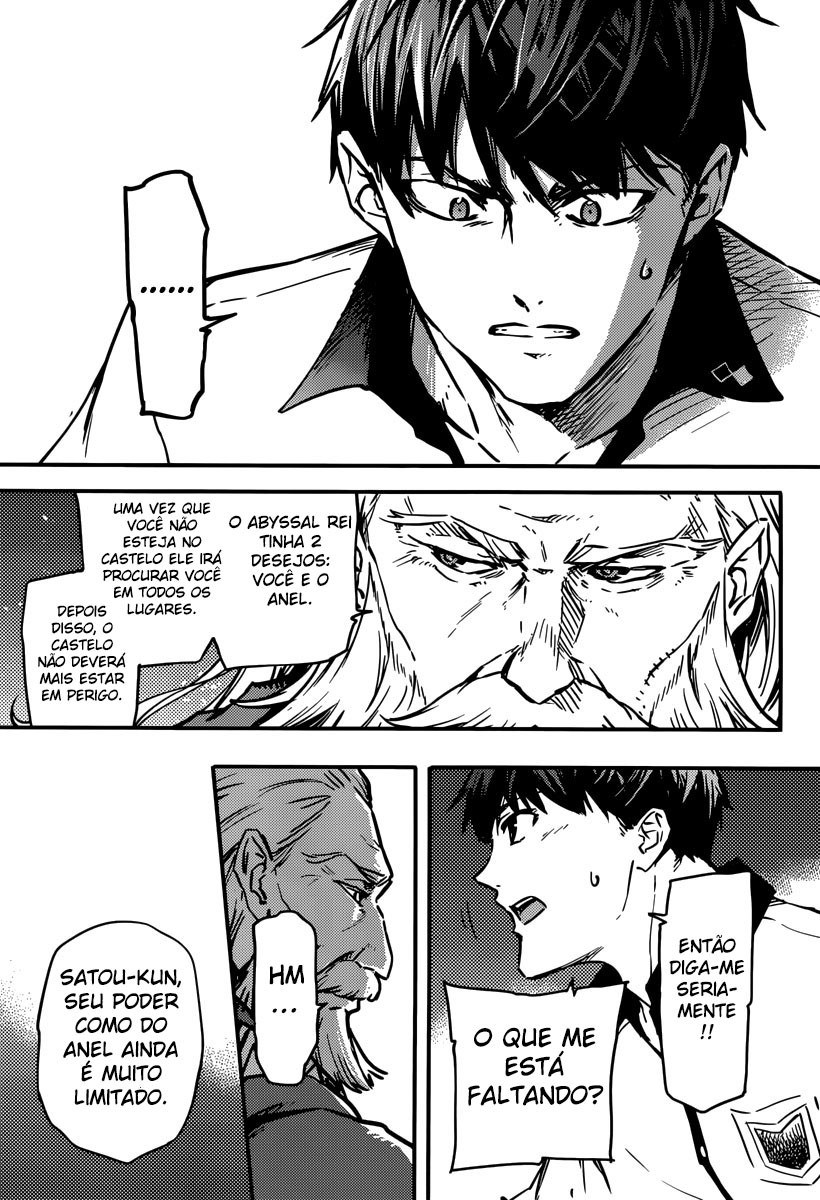 ......
O ABYSSAL REI
TINHA 2
DESEJOS:
VOCÊ E O
ANEL.
UMA VEZ QUE
VOCÊ NÃO
ESTEJA NO
CASTELO ELE IRÁ
PROCURAR VOCÊ
EM TODOS OS
LUGARES.
DEPOIS
DISSO, O
CASTELO
NÃO DEVERÁ
MAIS ESTAR
EM PERIGO.
ENTÃO
DIGA-ME
SERIA-
MENTE
!!
O QUE ME
ESTÁ
FALTANDO?
HM
...
SATOU-KUN,
SEU PODER
COMO DO
ANEL AINDA
É MUITO
LIMITADO.